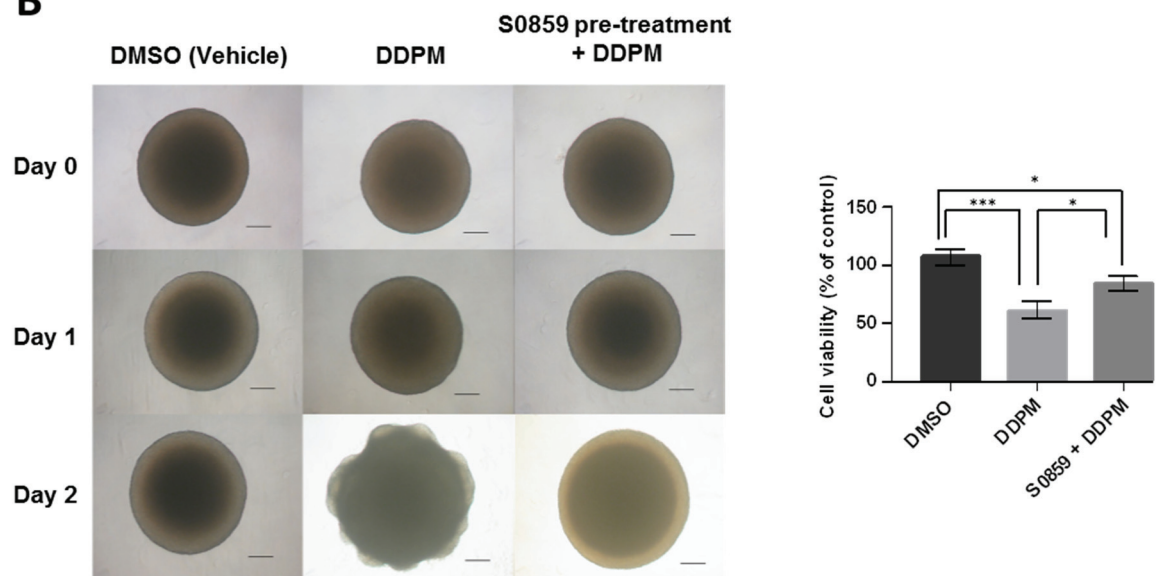 B
S0859 pre-treatment
+ DDPM
DMSO (Vehicle)
DDPM
Day 0
Day 1
Day 2
Cell viability (% of control)
150
100
50
0
*
***
*
DMSO
DDPM
S0859 + DDPM